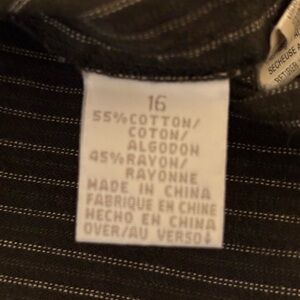 16
55%COTTON/
COTON/
ALGODON
45%RAYON/
RAYONNE
MADE IN CHINA
FABRIQUE EN CHINE
HECHO EN CHINA
OVER/AU VERSO↓
SECHEUSE